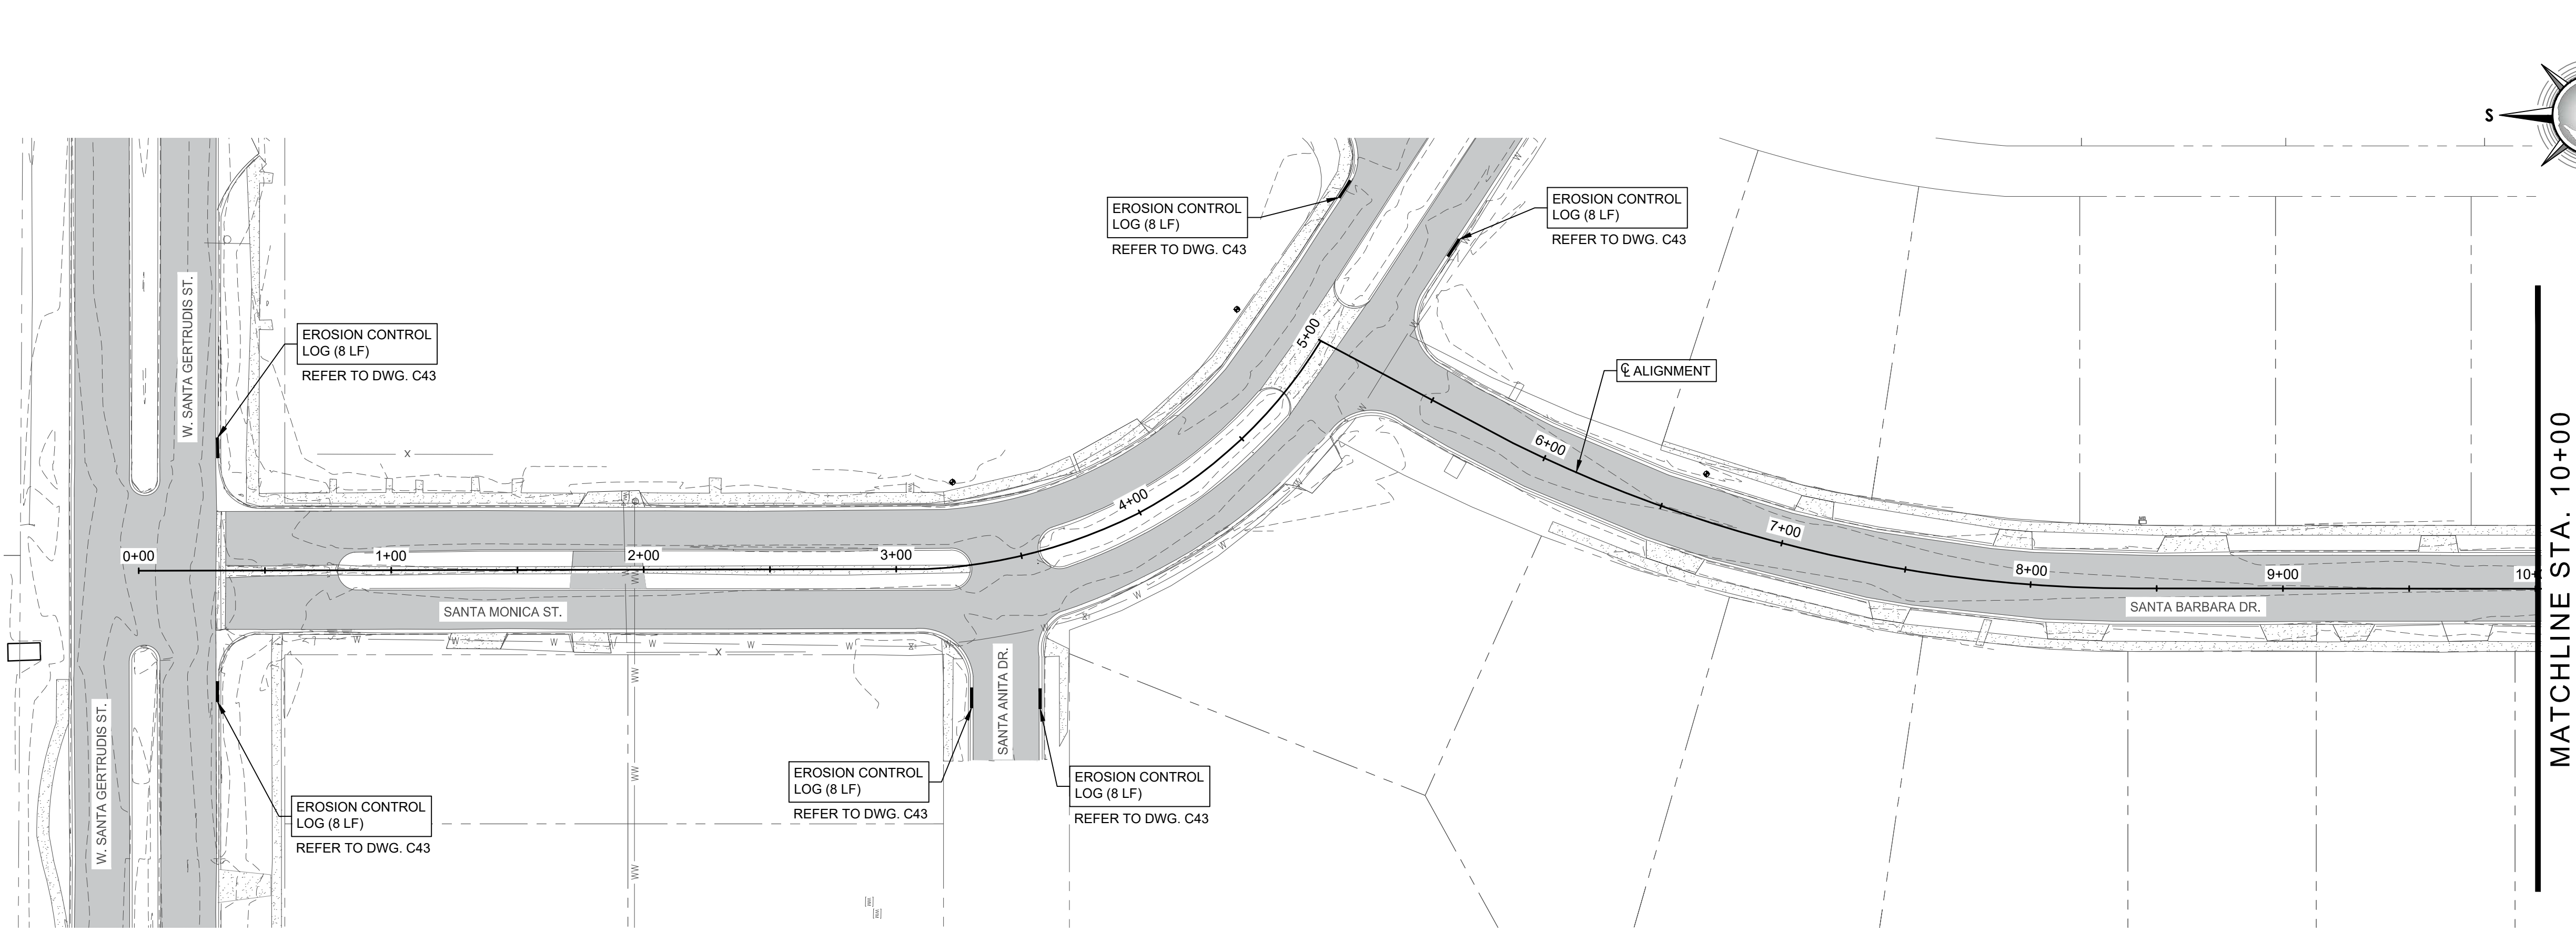 S
EROSION CONTROL
LOG (8 LF)
REFER TO DWG. C43
EROSION CONTROL
LOG (8 LF)
REFER TO DWG. C43
W. SANTA GERTRUDIS ST.
EROSION CONTROL
LOG (8 LF)
REFER TO DWG. C43
5+00
℄ ALIGNMENT
6+00
X
4+00
7+00
0+00
1+00
2+00
3+00
8+00
9+00
MATCHLINE STA. 10+00
SANTA MONICA ST.
SANTA BARBARA DR.
W
W
W
W
W
W
X
WW
WW
WW
SANTA ANITA DR.
W. SANTA GERTRUDIS ST.
EROSION CONTROL
LOG (8 LF)
REFER TO DWG. C43
EROSION CONTROL
LOG (8 LF)
REFER TO DWG. C43
EROSION CONTROL
LOG (8 LF)
REFER TO DWG. C43